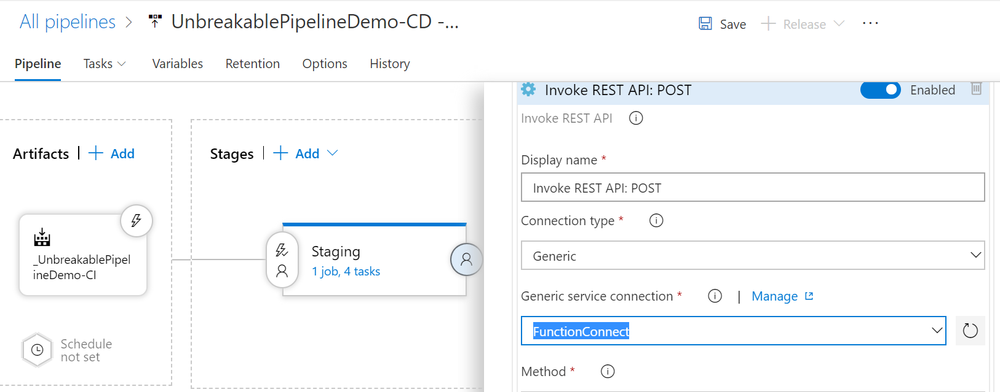 All pipelines > UnbreakablePipelineDemo-CD -...
Save
Release
...
Pipeline
Tasks
Variables
Retention
Options
History
Artifacts | + Add
_UnbreakablePipel
ineDemo-CI
Schedule
not set
Stages | + Add
Staging
1 job, 4 tasks
Invoke REST API: POST
Enabled
Invoke REST API
Display name *
Invoke REST API: POST
Connection type *
Generic
Generic service connection * | Manage
FunctionConnect
Method *